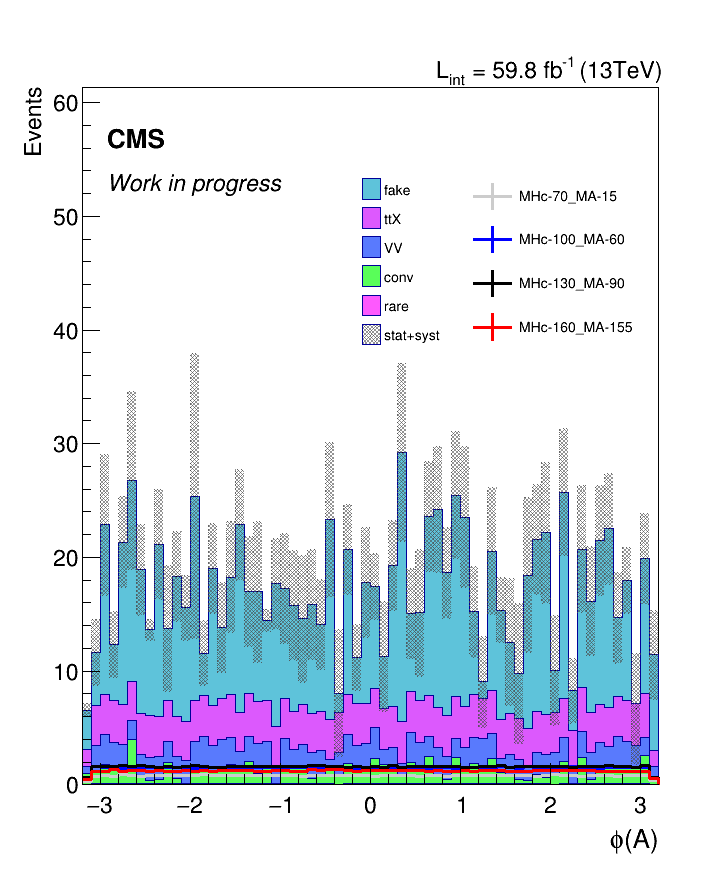 L_int = 59.8 fb^-1 (13TeV)
Events
60
CMS
Work in progress
fake
MHc-70_MA-15
ttX
50
VV
MHc-100_MA-60
conv
MHc-130_MA-90
rare
40
stat+syst
MHc-160_MA-155
30
20
10
0
−3 −2 −1 0 1 2 3
ϕ(A)